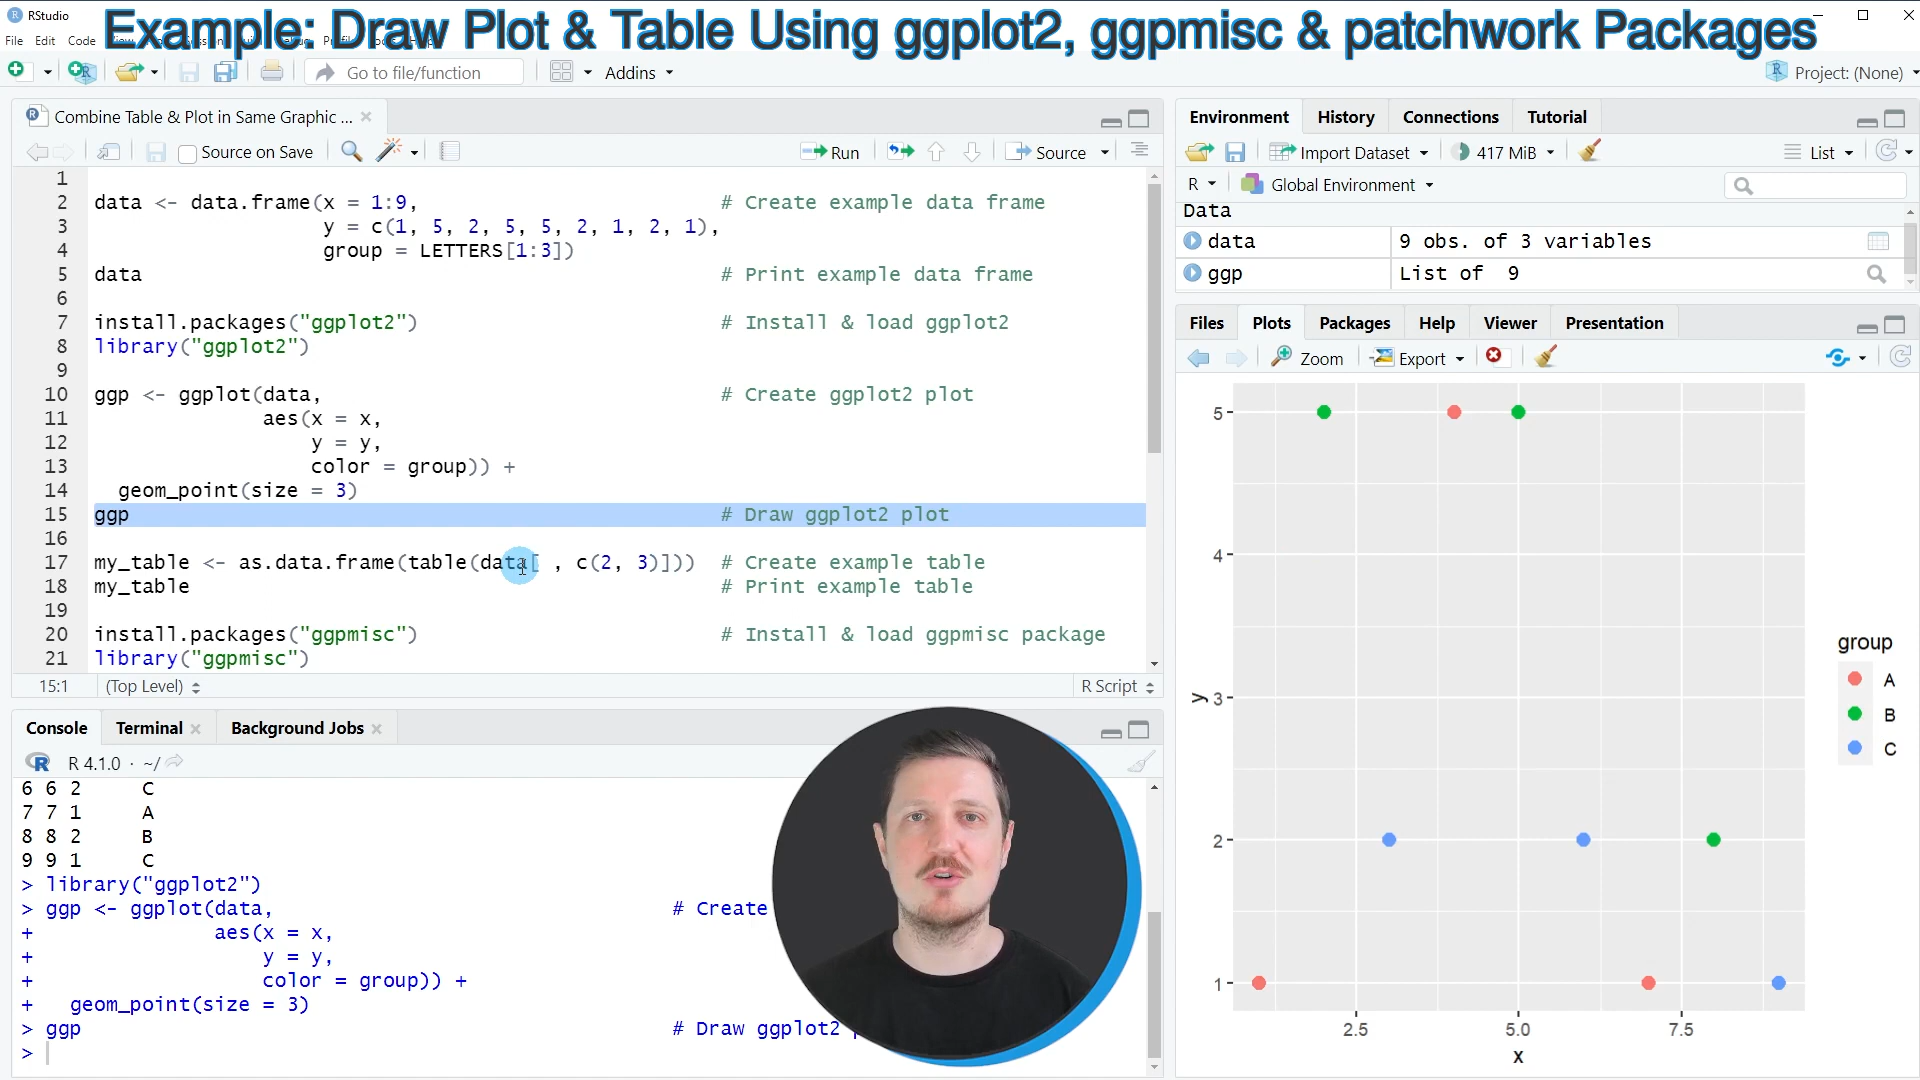 RStudio
Example: Draw Plot & Table Using ggplot2, ggpmisc & patchwork Packages
File Edit Code
Go to file/function
Addins
Project: (None)
Combine Table & Plot in Same Graphic ...
Source on Save
Run
Source
1
2 data <- data.frame(x = 1:9, # Create example data frame
3 y = c(1, 5, 2, 5, 5, 2, 1, 2, 1),
4 group = LETTERS[1:3])
5 data # Print example data frame
6
7 install.packages("ggplot2") # Install & load ggplot2
8 library("ggplot2")
9
10 ggp <- ggplot(data, # Create ggplot2 plot
11 aes(x = x,
12 y = y,
13 color = group)) +
14 geom_point(size = 3)
15 ggp # Draw ggplot2 plot
16
17 my_table <- as.data.frame(table(data[ , c(2, 3)])) # Create example table
18 my_table # Print example table
19
20 install.packages("ggpmisc") # Install & load ggpmisc package
21 library("ggpmisc")
15:1 (Top Level) R Script
Console Terminal Background Jobs
R 4.1.0 · ~/
6 6 2 C
7 7 1 A
8 8 2 B
9 9 1 C
> library("ggplot2")
> ggp <- ggplot(data, # Create
+ aes(x = x,
+ y = y,
+ color = group)) +
+ geom_point(size = 3)
> ggp # Draw ggplot2
>
Environment History Connections Tutorial
Import Dataset 417 MiB List
R Global Environment
Data
data 9 obs. of 3 variables
ggp List of 9
Files Plots Packages Help Viewer Presentation
Zoom Export
5
4
3
2
1
y
2.5 5.0 7.5
x
group
A
B
C